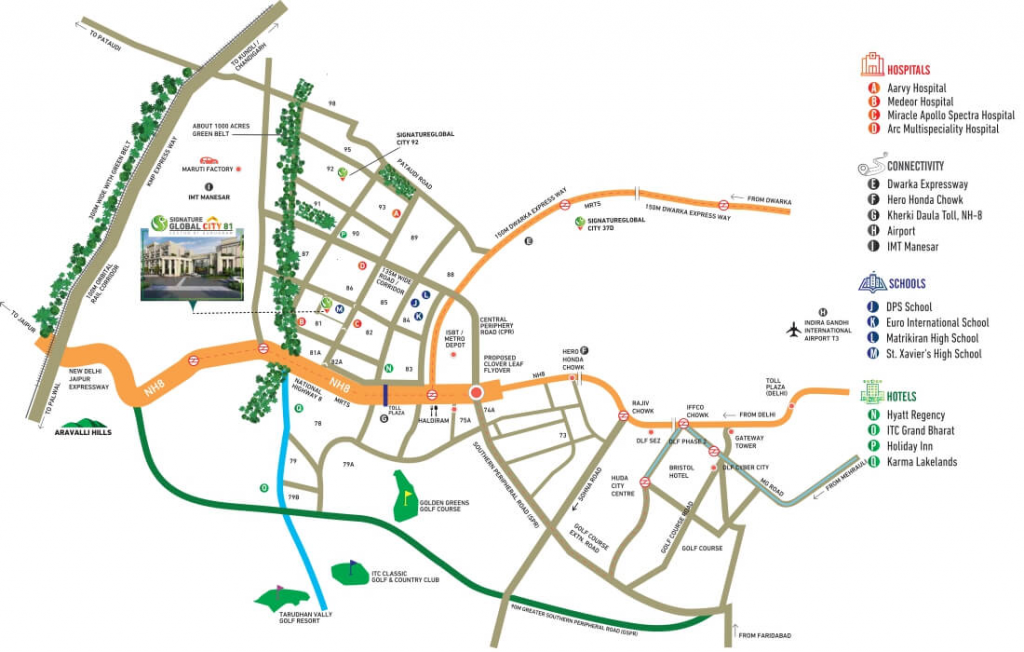 TO PATAUDI
TO KUNDLI /
CHANDIGARH
300M WIDE WITH GREEN BELT
KMP EXPRESS WAY
100M ORBITAL
RAIL CORRIDOR
TO JAIPUR
TO PALWAL
ABOUT 1000 ACRES
GREEN BELT
MARUTI FACTORY
I
IMT MANESAR
SIGNATURE
GLOBAL CITY 81
98
95
SIGNATUREGLOBAL
CITY 92
92
PATAUDI ROAD
93
A
91
P
90
89
87
D
135M WIDE
ROAD /
CORRIDOR
88
86
85
L
J
K
84
M
B
81
C
82
81A
82A
N
83
150M DWARKA EXPRESS WAY
MRTS
150M DWARKA EXPRESS WAY
FROM DWARKA
SIGNATUREGLOBAL
CITY 37D
E
CENTRAL
PERIPHERY
ROAD (CPR)
ISBT/
METRO
DEPOT
PROPOSED
CLOVER LEAF
FLYOVER
H
INDIRA GANDHI
INTERNATIONAL
AIRPORT T3
NEW DELHI
JAIPUR
EXPRESSWAY
NH8
NATIONAL
HIGHWAY 8
MRTS
NH8
TOLL
PLAZA
G
HALDIRAM
75A
76A
NH8
HERO
HONDA
CHOWK
F
RAJIV
CHOWK
IFFCO
CHOWK
FROM DELHI
TOLL
PLAZA
(DELHI)
DLF SEZ
DLF PHASE 2
GATEWAY
TOWER
DLF CYBER CITY
BRISTOL
HOTEL
HUDA
CITY
CENTRE
MG ROAD
FROM MEHRAULI
73
SOHNA ROAD
SOUTHERN PERIPHERAL ROAD (SPR)
GOLF COURSE
EXTN. ROAD
GOLF COURSE ROAD
GOLF COURSE
ARAVALLI HILLS
O
78
79
79A
79B
Q
GOLDEN GREENS
GOLF COURSE
ITC CLASSIC
GOLF & COUNTRY CLUB
TARUDHAN VALLY
GOLF RESORT
90M GREATER SOUTHERN PERIPHERAL ROAD (GSPR)
FROM FARIDABAD
HOSPITALS
A Aarvy Hospital
B Medeor Hospital
C Miracle Apollo Spectra Hospital
D Arc Multispeciality Hospital
CONNECTIVITY
E Dwarka Expressway
F Hero Honda Chowk
G Kherki Daula Toll, NH-8
H Airport
I IMT Manesar
SCHOOLS
J DPS School
K Euro International School
L Matrikiran High School
M St. Xavier's High School
HOTELS
N Hyatt Regency
O ITC Grand Bharat
P Holiday Inn
Q Karma Lakelands